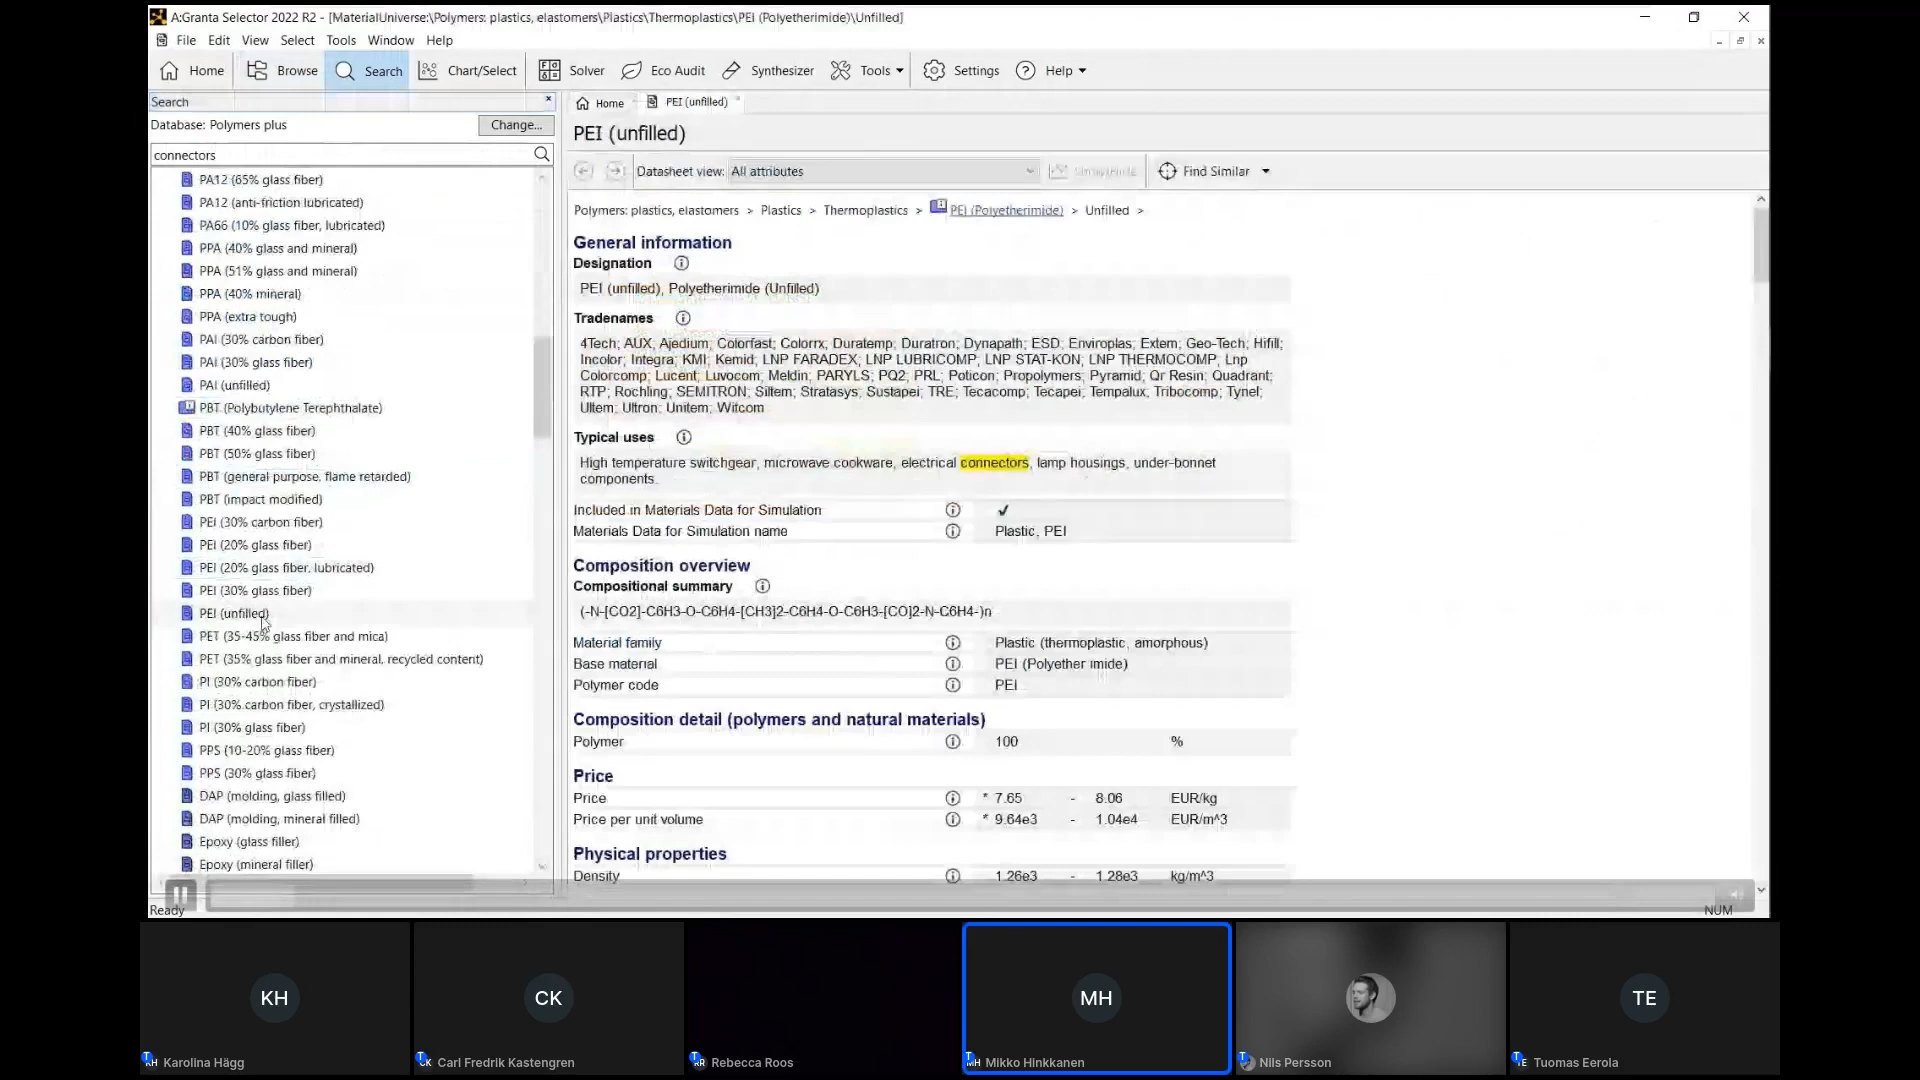 A:Granta Selector 2022 R2 - [MaterialUniverse:\Polymers: plastics, elastomers\Plastics\Thermoplastics\PEI (Polyetherimide)\Unfilled]
File Edit View Select Tools Window Help
Home Browse Search Chart/Select Solver Eco Audit Synthesizer Tools Settings Help
Search
Database: Polymers plus Change...
connectors
PA12 (65% glass fiber)
PA12 (anti-friction lubricated)
PA66 (10% glass fiber, lubricated)
PPA (40% glass and mineral)
PPA (51% glass and mineral)
PPA (40% mineral)
PPA (extra tough)
PAI (30% carbon fiber)
PAI (30% glass fiber)
PAI (unfilled)
PBT (Polybutylene Terephthalate)
PBT (40% glass fiber)
PBT (50% glass fiber)
PBT (general purpose, flame retarded)
PBT (impact modified)
PEI (30% carbon fiber)
PEI (20% glass fiber)
PEI (20% glass fiber, lubricated)
PEI (30% glass fiber)
PEI (unfilled)
PET (35-45% glass fiber and mica)
PET (35% glass fiber and mineral, recycled content)
PI (30% carbon fiber)
PI (30% carbon fiber, crystallized)
PI (30% glass fiber)
PPS (10-20% glass fiber)
PPS (30% glass fiber)
DAP (molding, glass filled)
DAP (molding, mineral filled)
Epoxy (glass filler)
Epoxy (mineral filler)
Ready
Home PEI (unfilled)
PEI (unfilled)
Datasheet view: All attributes Find Similar
Polymers: plastics, elastomers > Plastics > Thermoplastics > PEI (Polyetherimide) > Unfilled >
General information
Designation
PEI (unfilled), Polyetherimide (Unfilled)
Tradenames
4Tech; AUX; Ajedium; Colorfast; Colorrx; Duratemp; Duratron; Dynapath; ESD; Enviroplas; Extem; Geo-Tech; Hifill;
Incolor; Integra; KMI; Kemid; LNP FARADEX; LNP LUBRICOMP; LNP STAT-KON; LNP THERMOCOMP; Lnp
Colorcomp; Lucent; Luvocom; Meldin; PARYLS; PQ2; PRL; Poticon; Propolymers; Pyramid; Qr Resin; Quadrant;
RTP; Rochling; SEMITRON; Siltem; Stratasys; Sustapei; TRE; Tecacomp; Tecapei; Tempalux; Tribocomp; Tynel;
Ultem; Ultron; Unitem; Witcom
Typical uses
High temperature switchgear, microwave cookware, electrical connectors, lamp housings, under-bonnet
components.
Included in Materials Data for Simulation ✓
Materials Data for Simulation name Plastic, PEI
Composition overview
Compositional summary
(-N-[CO2]-C6H3-O-C6H4-[CH3]2-C6H4-O-C6H3-[CO]2-N-C6H4-)n
Material family Plastic (thermoplastic, amorphous)
Base material PEI (Polyether imide)
Polymer code PEI
Composition detail (polymers and natural materials)
Polymer 100 %
Price
Price * 7.65 - 8.06 EUR/kg
Price per unit volume * 9.64e3 - 1.04e4 EUR/m^3
Physical properties
Density 1.26e3 - 1.28e3 kg/m^3
NUM
KH CK MH TE
Karolina Hägg Carl Fredrik Kastengren Rebecca Roos Mikko Hinkkanen Nils Persson Tuomas Eerola